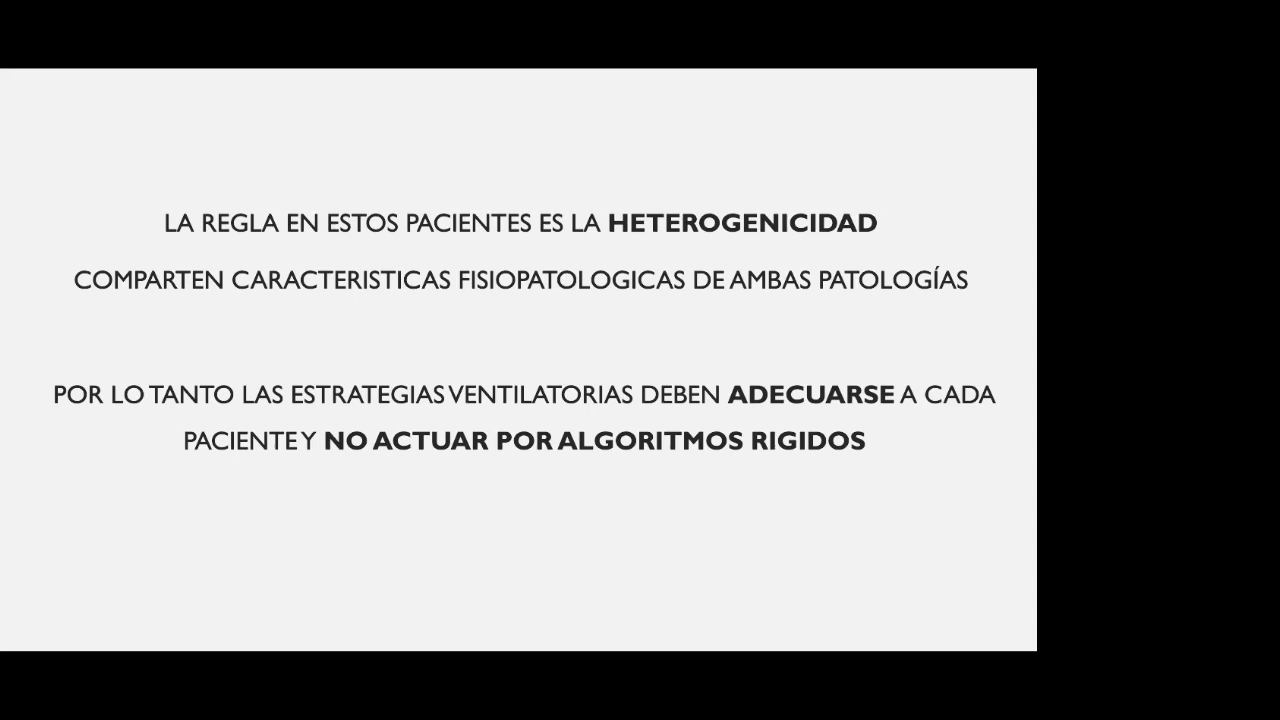 LA REGLA EN ESTOS PACIENTES ES LA HETEROGENICIDAD
COMPARTEN CARACTERISTICAS FISIOPATOLOGICAS DE AMBAS PATOLOGÍAS
POR LO TANTO LAS ESTRATEGIAS VENTILATORIAS DEBEN ADECUARSE A CADA
PACIENTE Y NO ACTUAR POR ALGORITMOS RIGIDOS